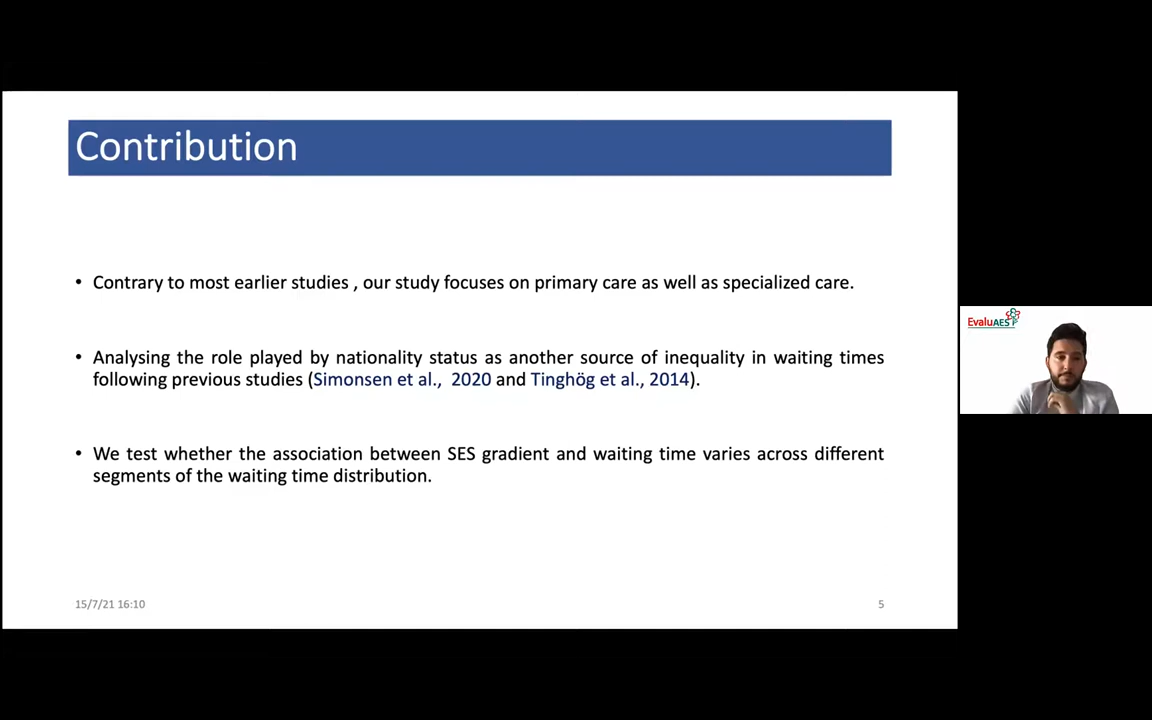 Contribution
• Contrary to most earlier studies , our study focuses on primary care as well as specialized care.
• Analysing the role played by nationality status as another source of inequality in waiting times
following previous studies (Simonsen et al., 2020 and Tinghög et al., 2014).
• We test whether the association between SES gradient and waiting time varies across different
segments of the waiting time distribution.
15/7/21 16:10
5
EvaluAES